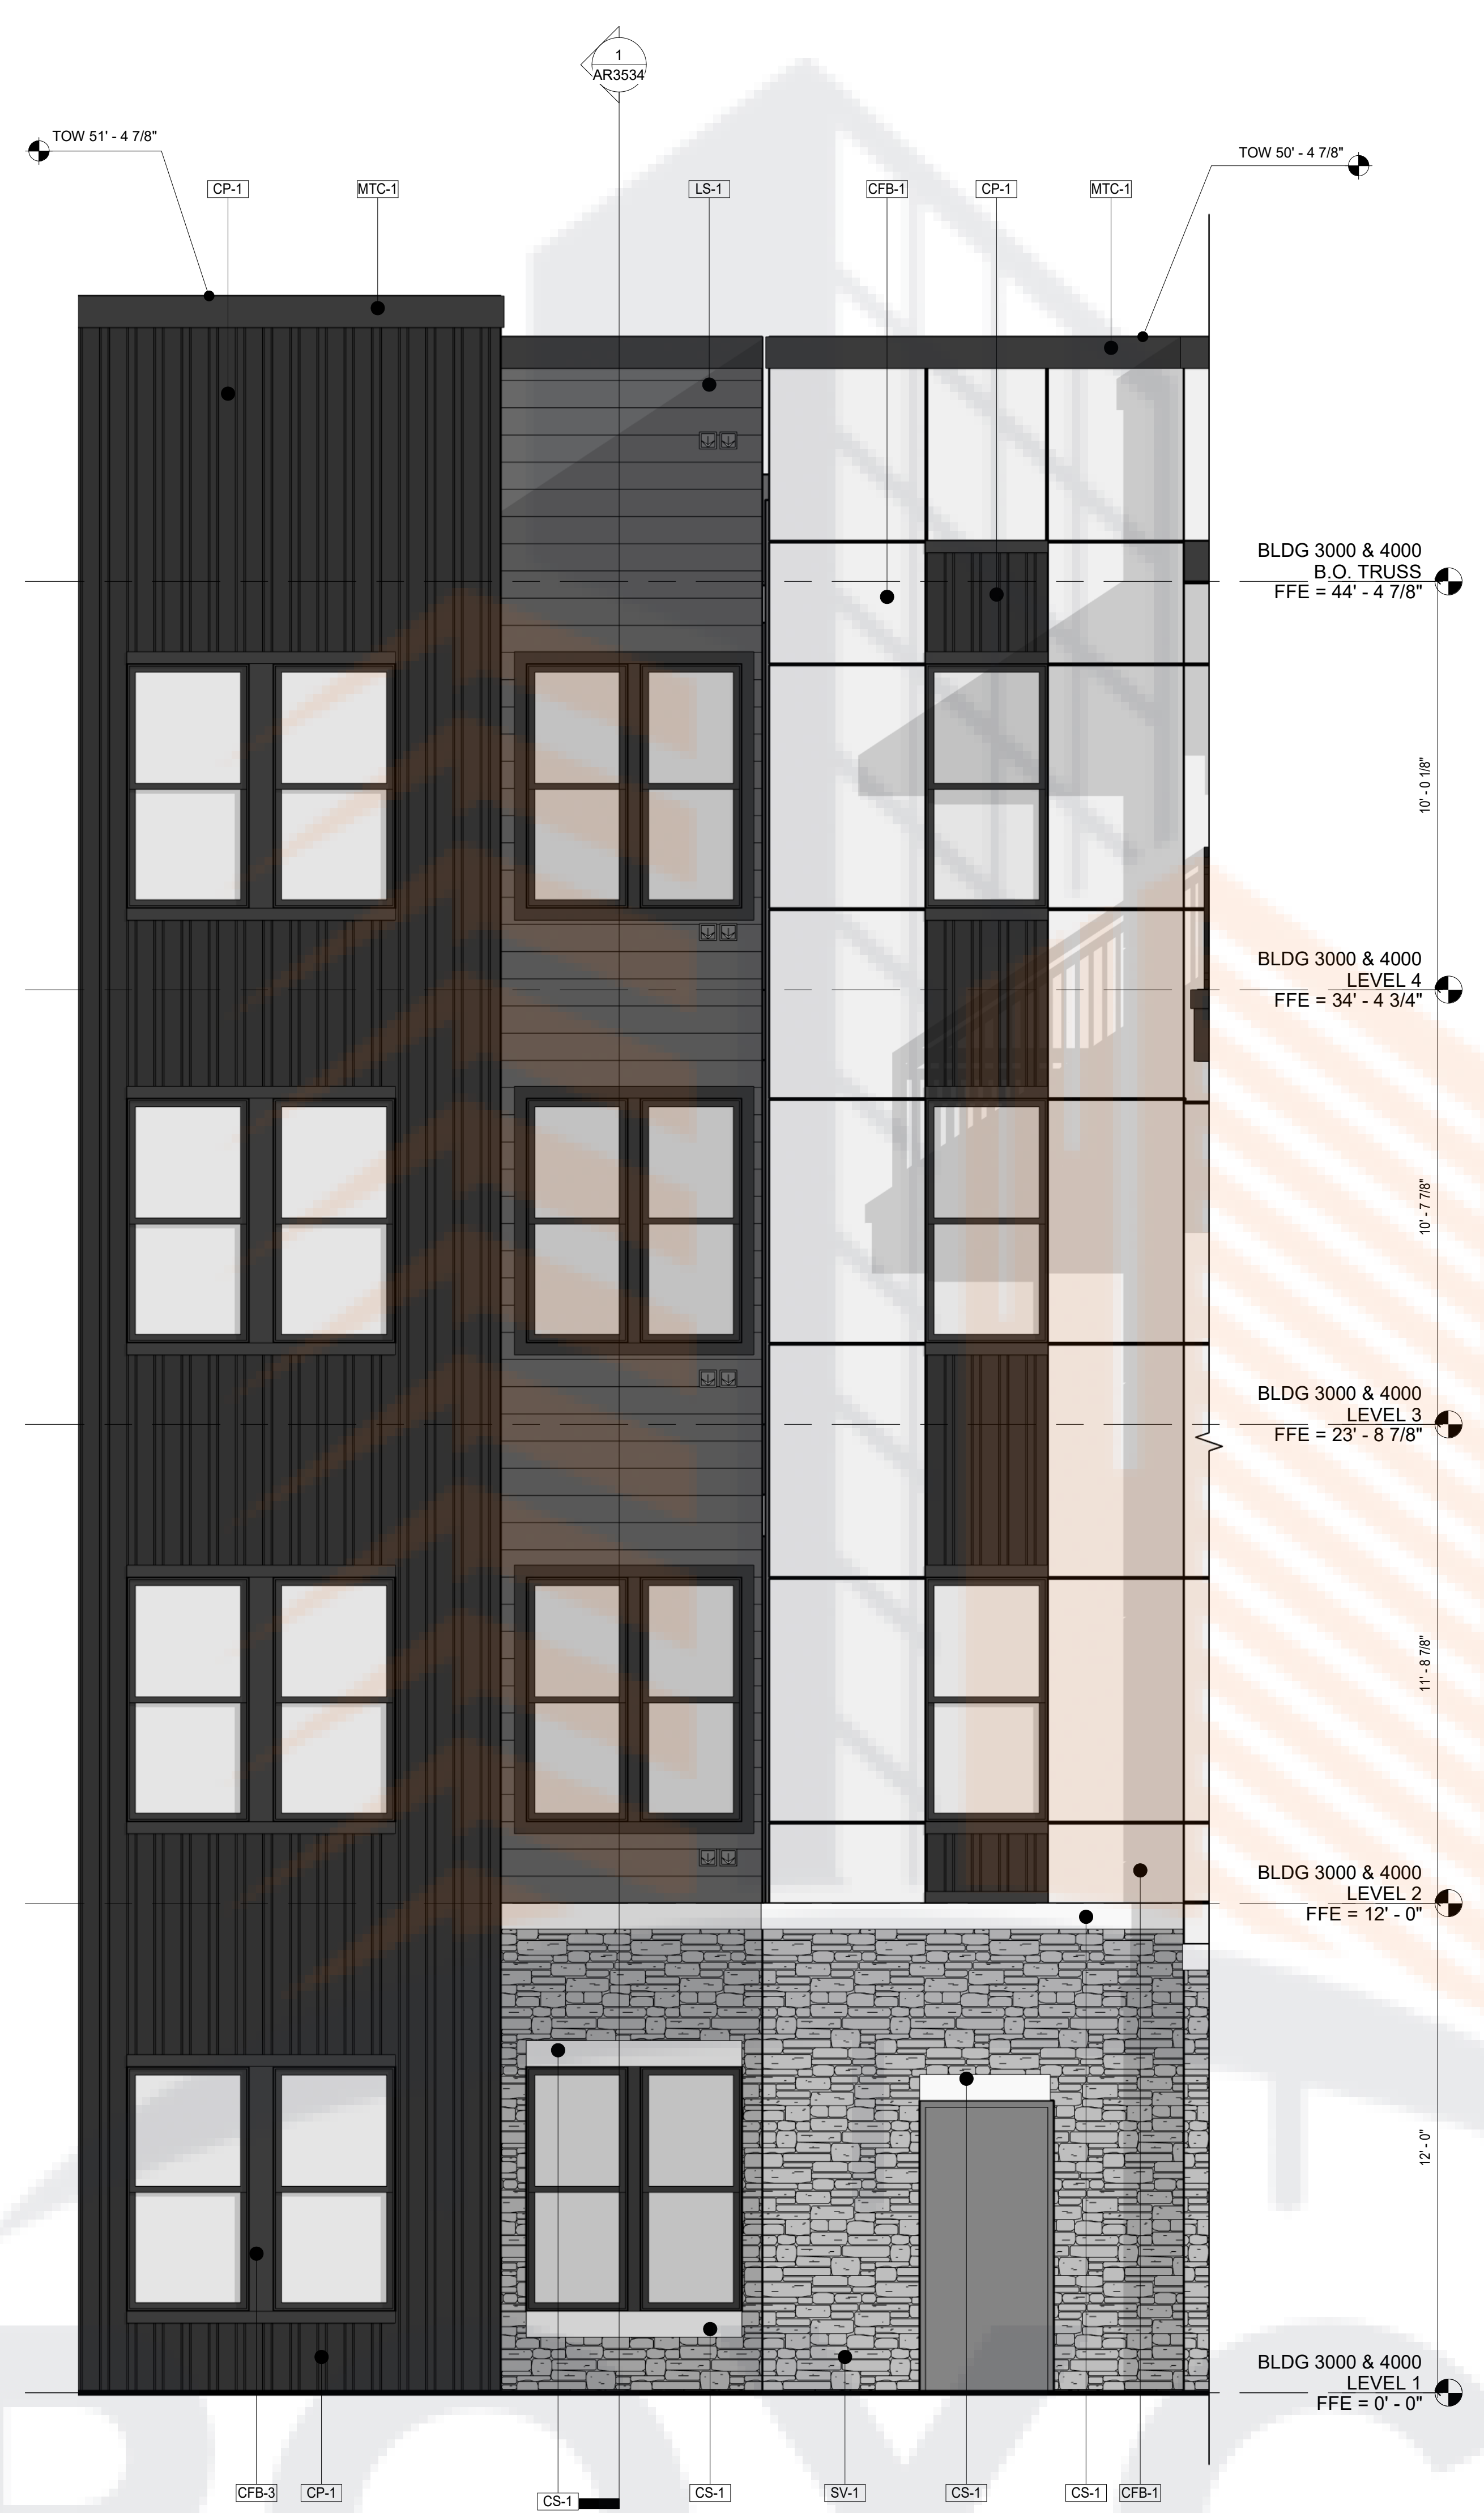 1
AR3534
TOW 51' - 4 7/8"
TOW 50' - 4 7/8"
CP-1
MTC-1
LS-1
CFB-1
CP-1
MTC-1
BLDG 3000 & 4000
B.O. TRUSS
FFE = 44' - 4 7/8"
10' - 0 1/8"
BLDG 3000 & 4000
LEVEL 4
FFE = 34' - 4 3/4"
10' - 7 7/8"
BLDG 3000 & 4000
LEVEL 3
FFE = 23' - 8 7/8"
11' - 8 7/8"
BLDG 3000 & 4000
LEVEL 2
FFE = 12' - 0"
12' - 0"
BLDG 3000 & 4000
LEVEL 1
FFE = 0' - 0"
CFB-3
CP-1
CS-1
CS-1
SV-1
CS-1
CS-1
CFB-1